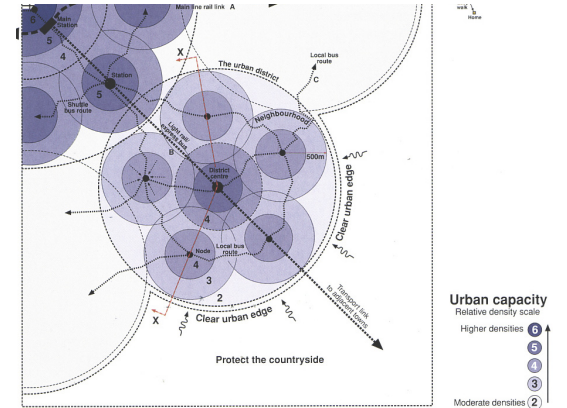 Main line rail link
A
walk
Home
6
Main
Station
5
4
X
Local bus
route
The urban district
Station
C
5
Shuttle
bus route
Neighbourhood
Light rail/
express bus
500m
B
District
centre
4
Clear urban edge
Node
Local bus
route
4
3
2
Transport link
to adjacent towns
X
Clear urban edge
Protect the countryside
Urban capacity
Relative density scale
Higher densities
6
5
4
3
Moderate densities
2